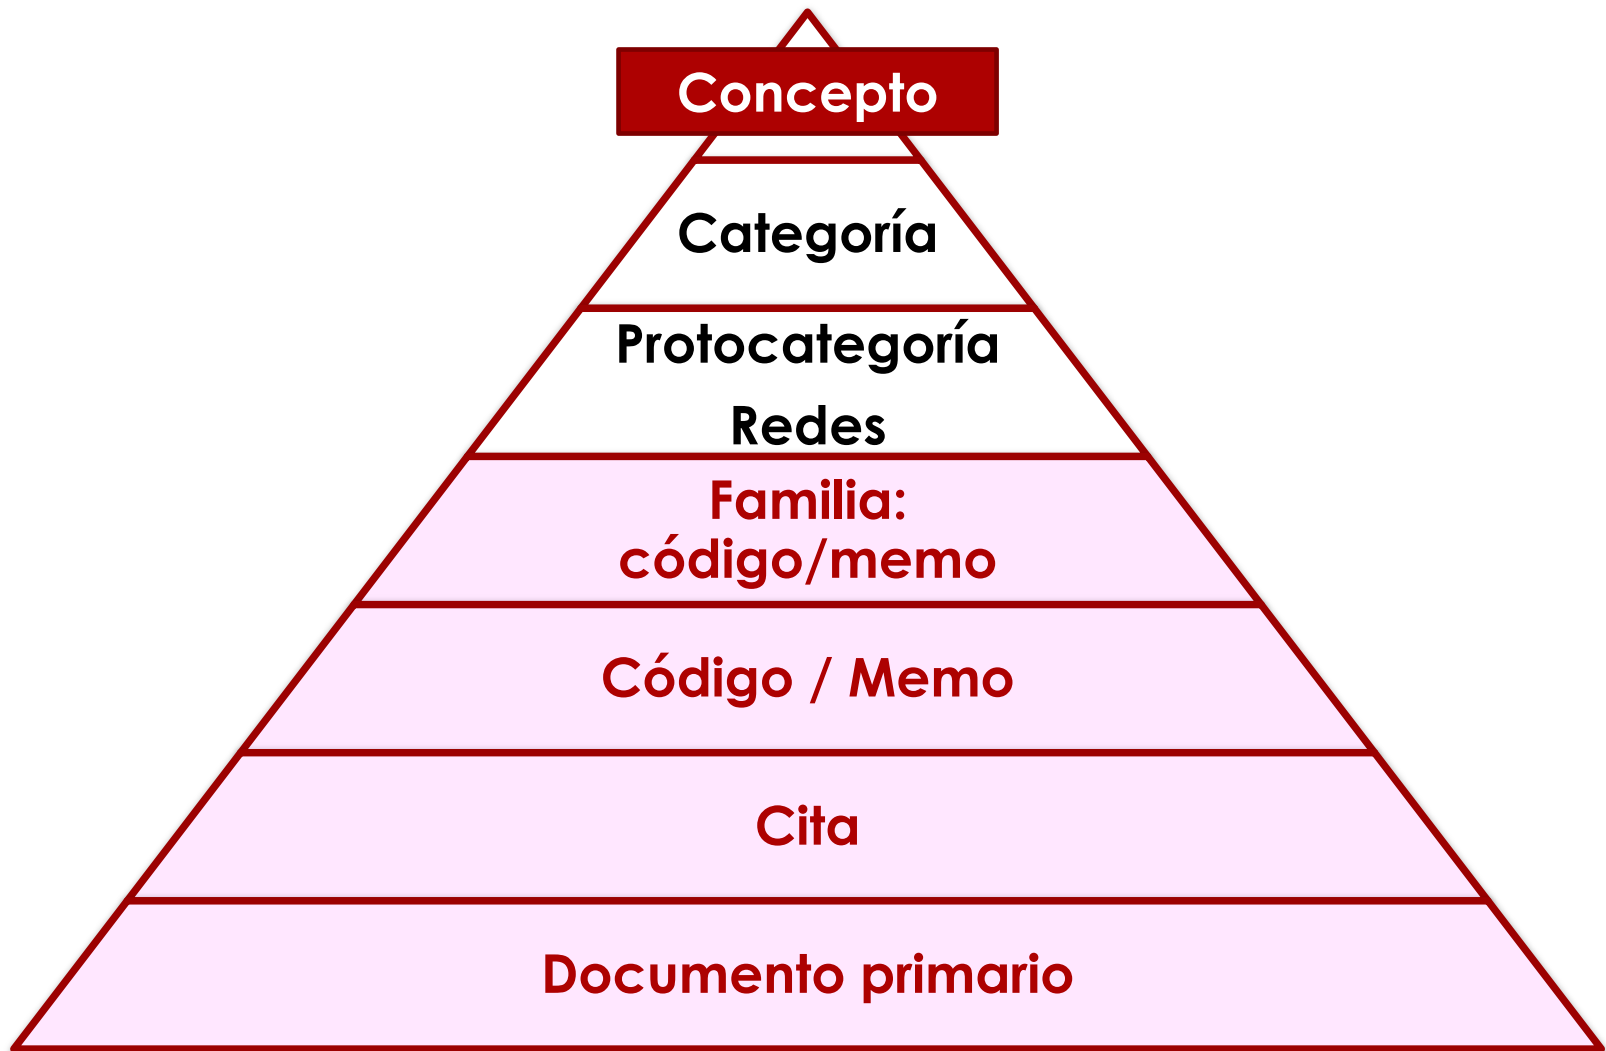 Concepto
Categoría
Protocategoría
Redes
Familia:
código/memo
Código / Memo
Cita
Documento primario